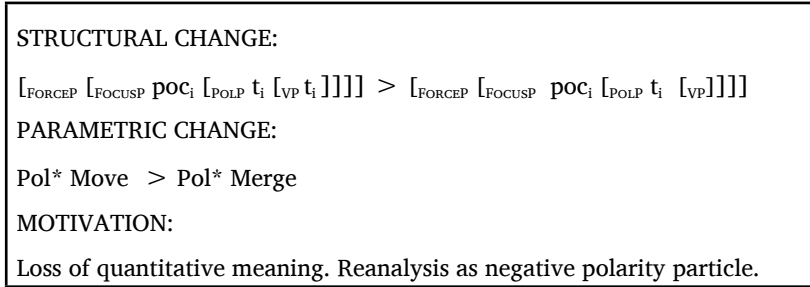 STRUCTURAL CHANGE:
[FORCEP [FOCUSP poci [POLP ti [VP ti ]]]] > [FORCEP [FOCUSP poci [POLP ti [VP]]]]
PARAMETRIC CHANGE:
Pol* Move > Pol* Merge
MOTIVATION:
Loss of quantitative meaning. Reanalysis as negative polarity particle.